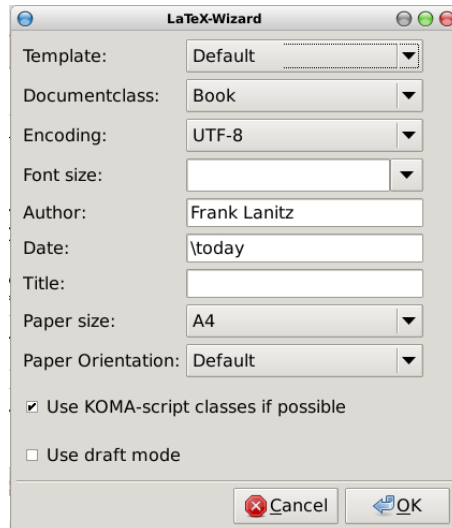 LaTeX-Wizard
Template: Default
Documentclass: Book
Encoding: UTF-8
Font size:
Author: Frank Lanitz
Date: \today
Title:
Paper size: A4
Paper Orientation: Default
Use KOMA-script classes if possible
Use draft mode
Cancel OK